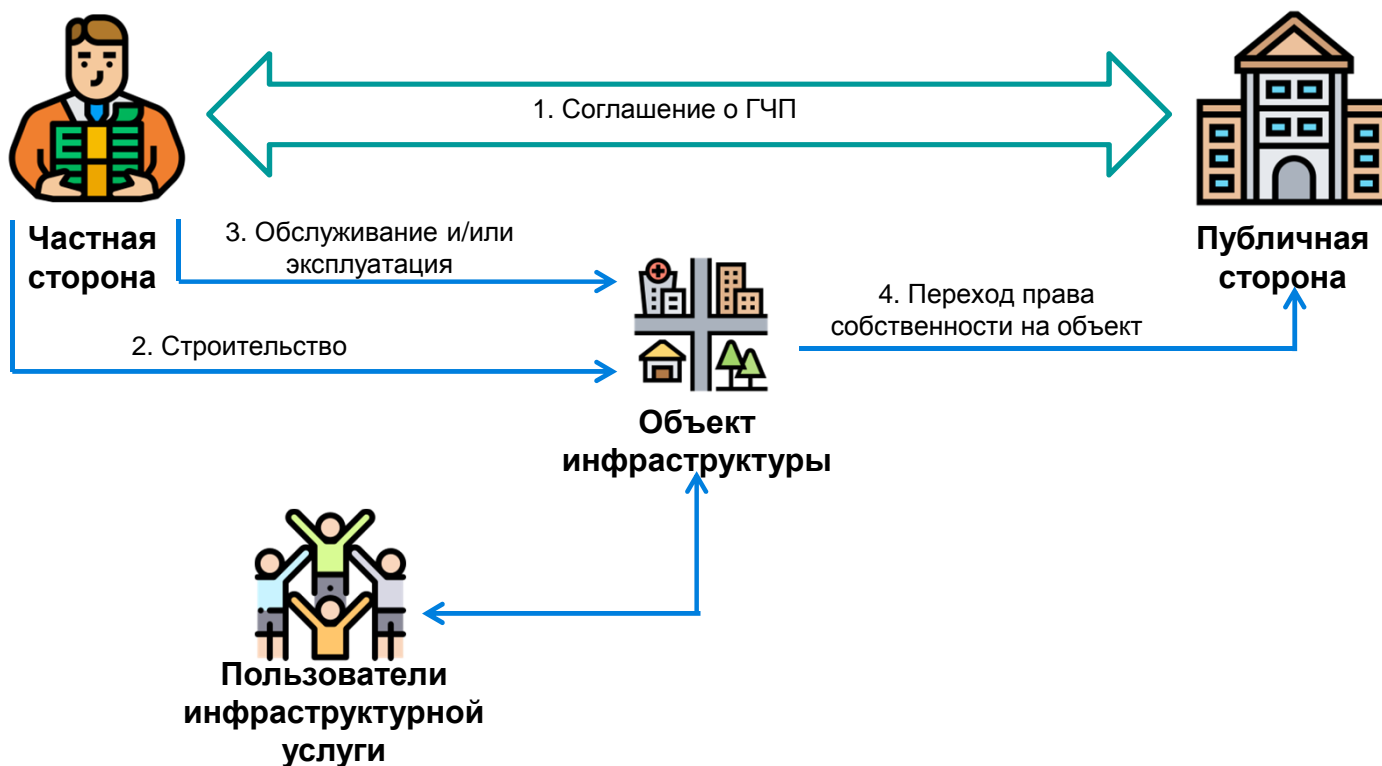 1. Соглашение о ГЧП
Частная
сторона
Публичная
сторона
3. Обслуживание и/или
эксплуатация
4. Переход права
собственности на объект
2. Строительство
Объект
инфраструктуры
Пользователи
инфраструктурной
услуги